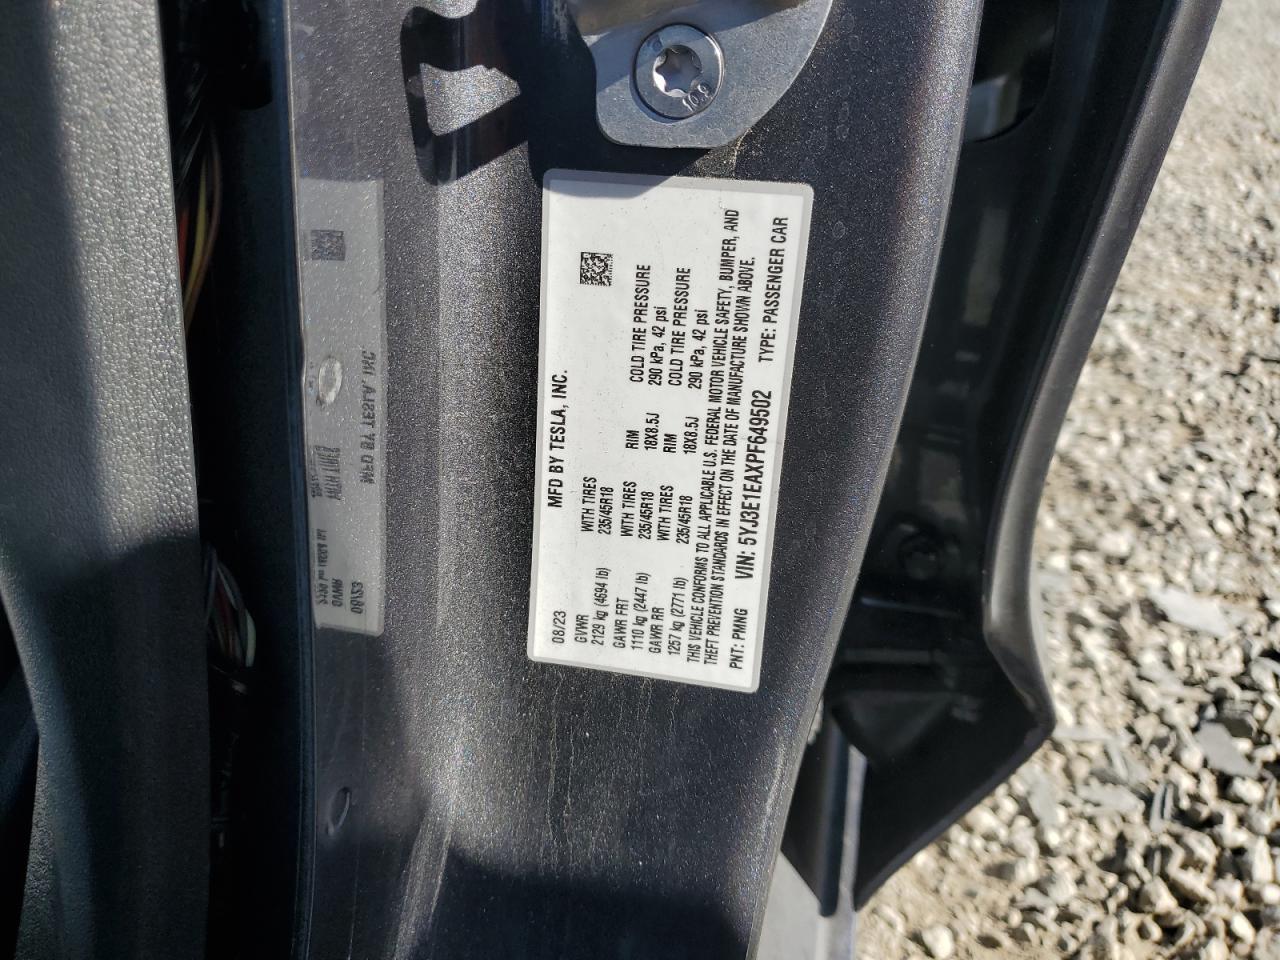 MFD BY TESLA, INC.
08/23
GVWR
2129 kg (4694 lb)
WITH TIRES
235/45R18
RIM
18X8.5J
COLD TIRE PRESSURE
290 kPa, 42 psi
GAWR FRT
1110 kg (2447 lb)
WITH TIRES
235/45R18
RIM
18X8.5J
COLD TIRE PRESSURE
290 kPa, 42 psi
GAWR RR
1257 kg (2771 lb)
WITH TIRES
235/45R18
THIS VEHICLE CONFORMS TO ALL APPLICABLE U.S. FEDERAL MOTOR VEHICLE SAFETY, BUMPER, AND
THEFT PREVENTION STANDARDS IN EFFECT ON THE DATE OF MANUFACTURE SHOWN ABOVE.
PNT: PMNG VIN: 5YJ3E1EAXPF649502 TYPE: PASSENGER CAR
10.9